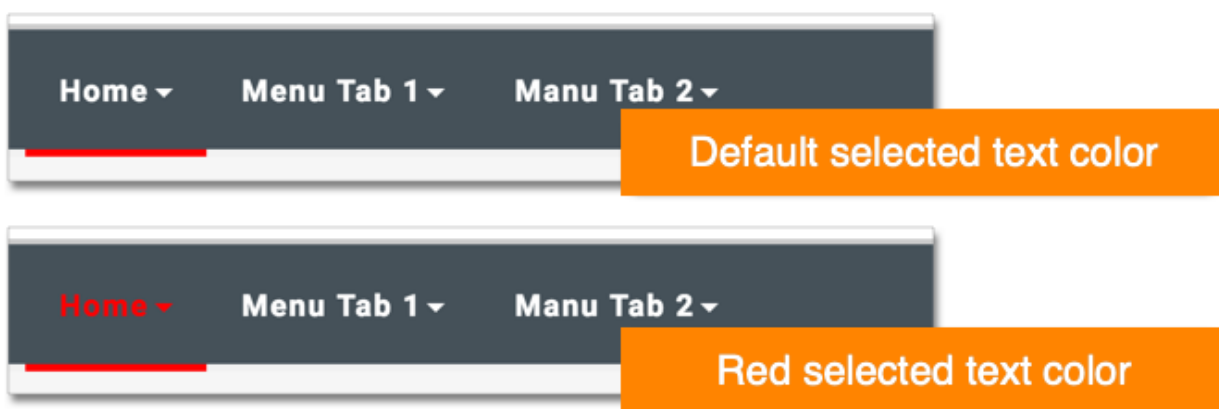 Home Menu Tab 1 Manu Tab 2
Default selected text color
Home Menu Tab 1 Manu Tab 2
Red selected text color